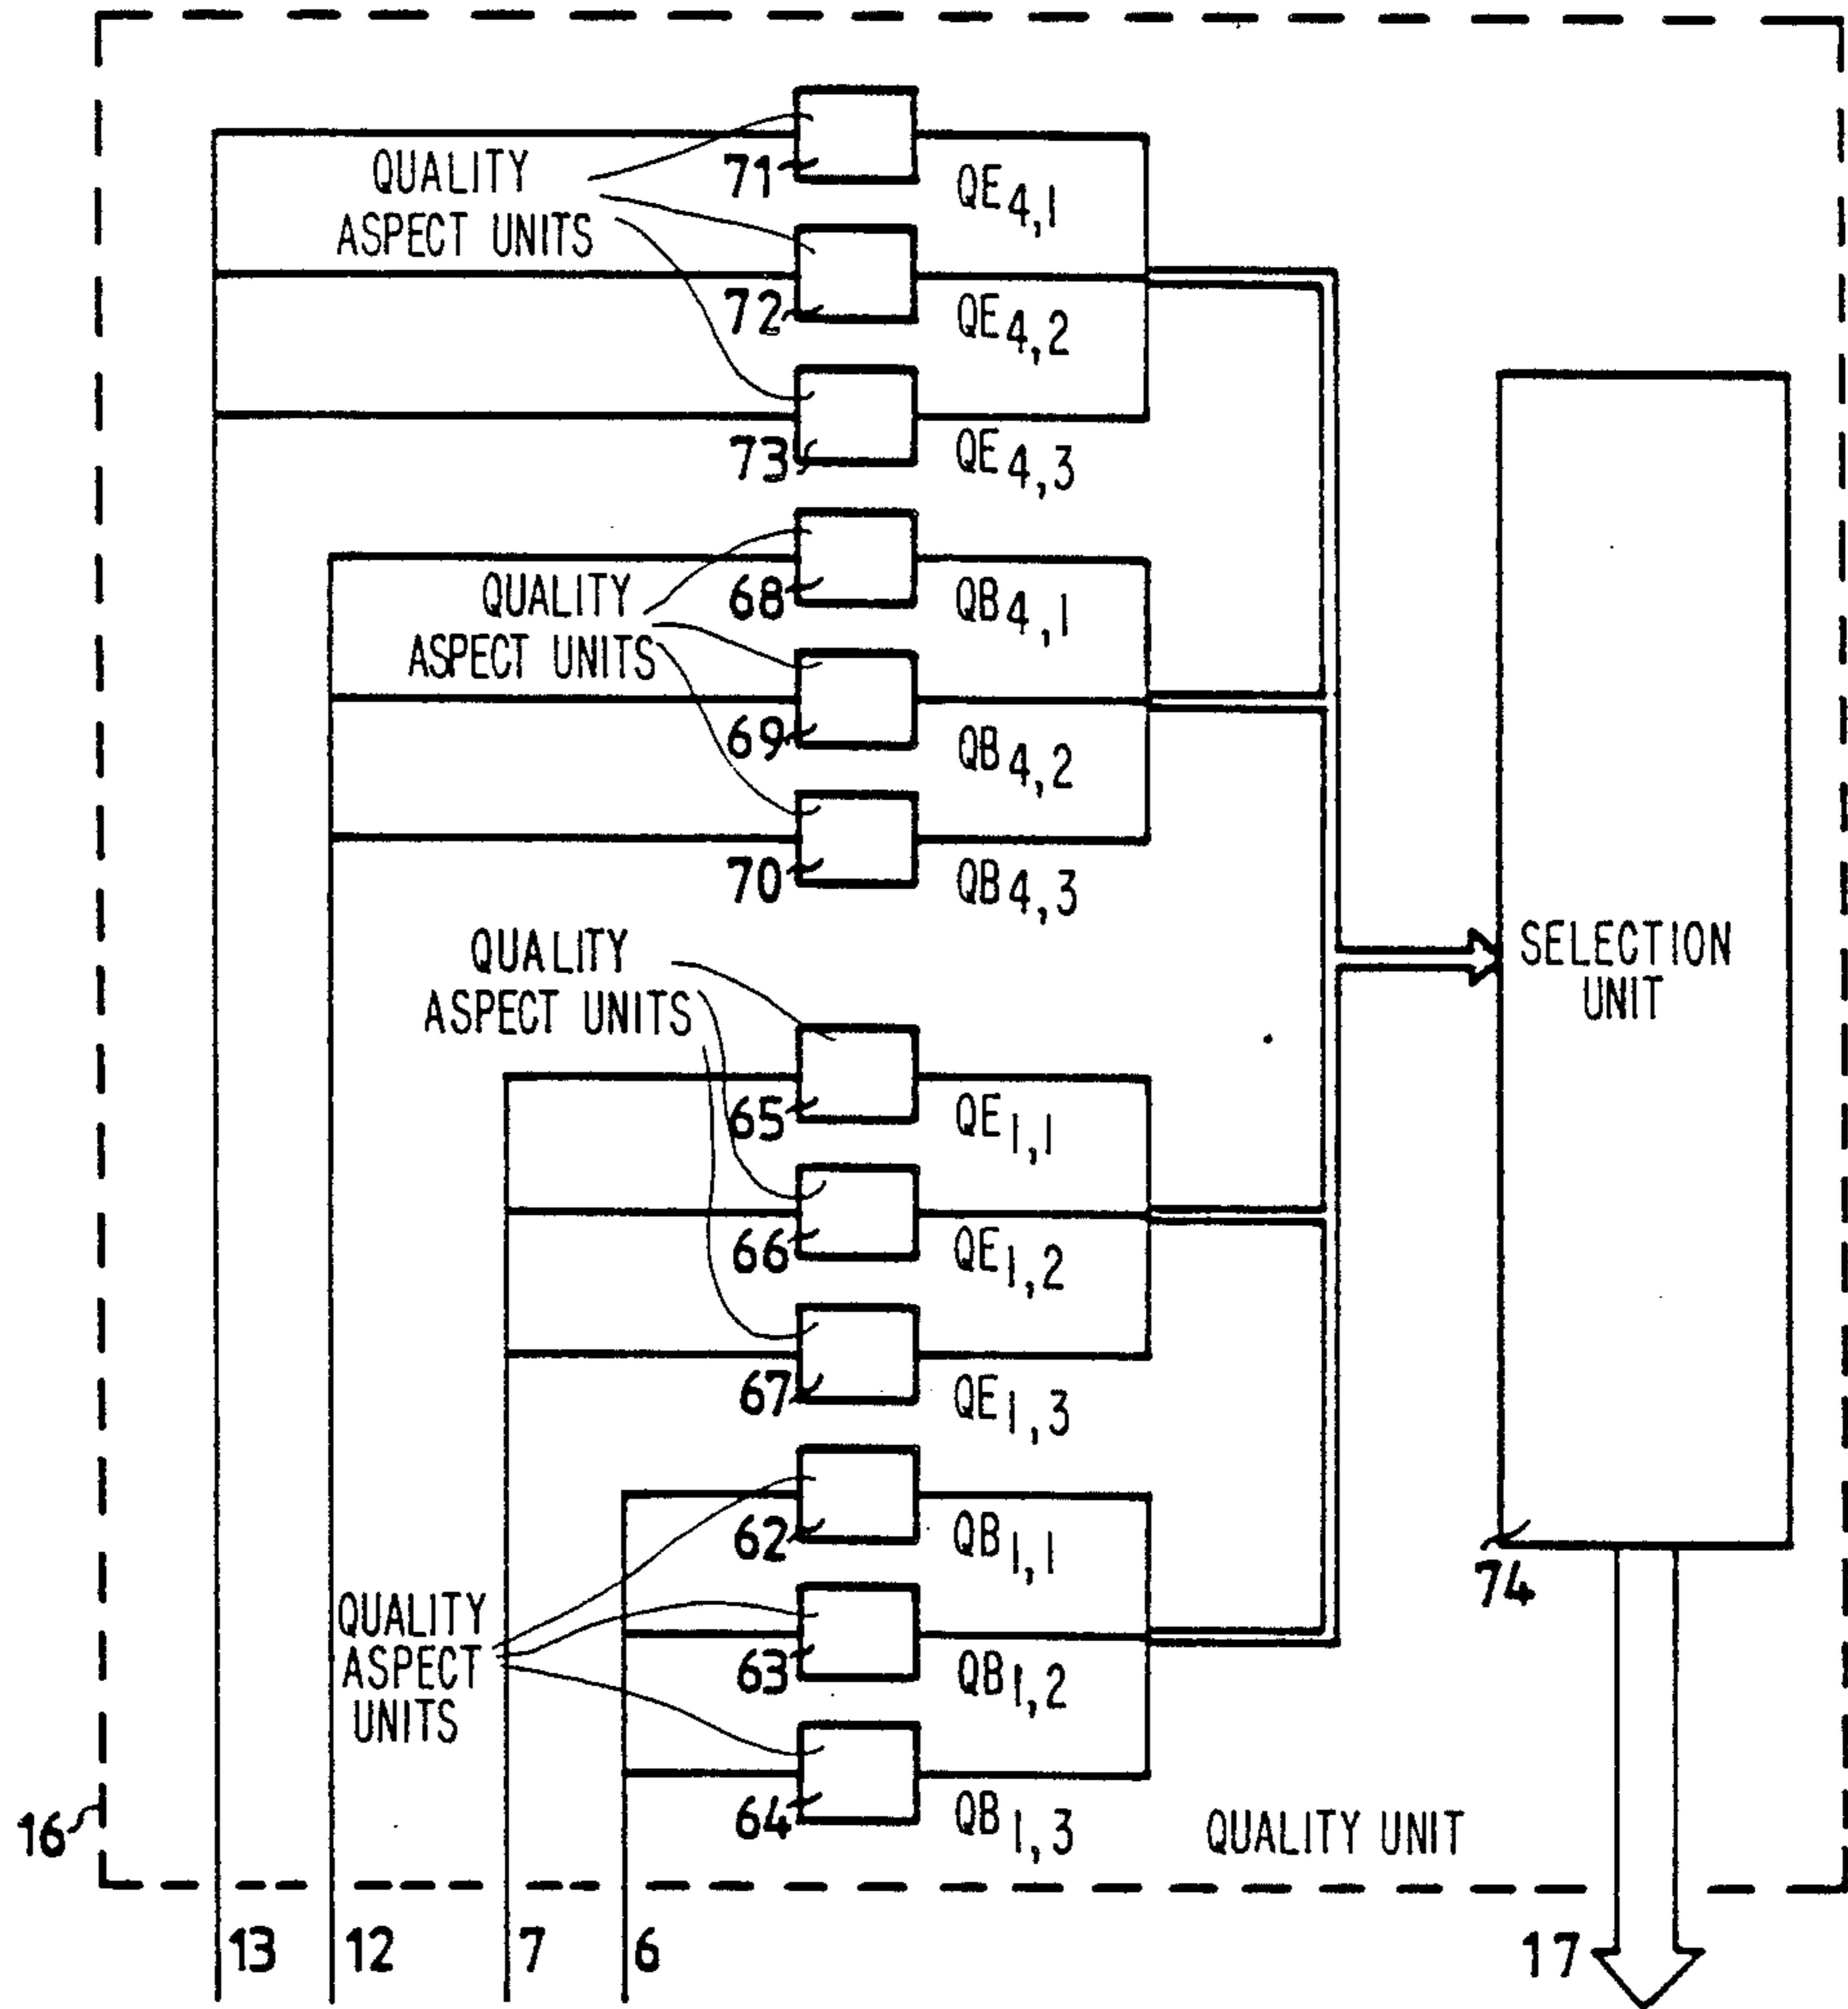 71
QE4,1
QUALITY
ASPECT UNITS
72
QE4,2
73
QE4,3
68
QB4,1
QUALITY
ASPECT UNITS
69
QB4,2
70
QB4,3
QUALITY
ASPECT UNITS
SELECTION
UNIT
65
QE1,1
66
QE1,2
67
QE1,3
62
QB1,1
74
QUALITY
ASPECT
UNITS
63
QB1,2
64
QB1,3
16
QUALITY UNIT
13
12
7
6
17